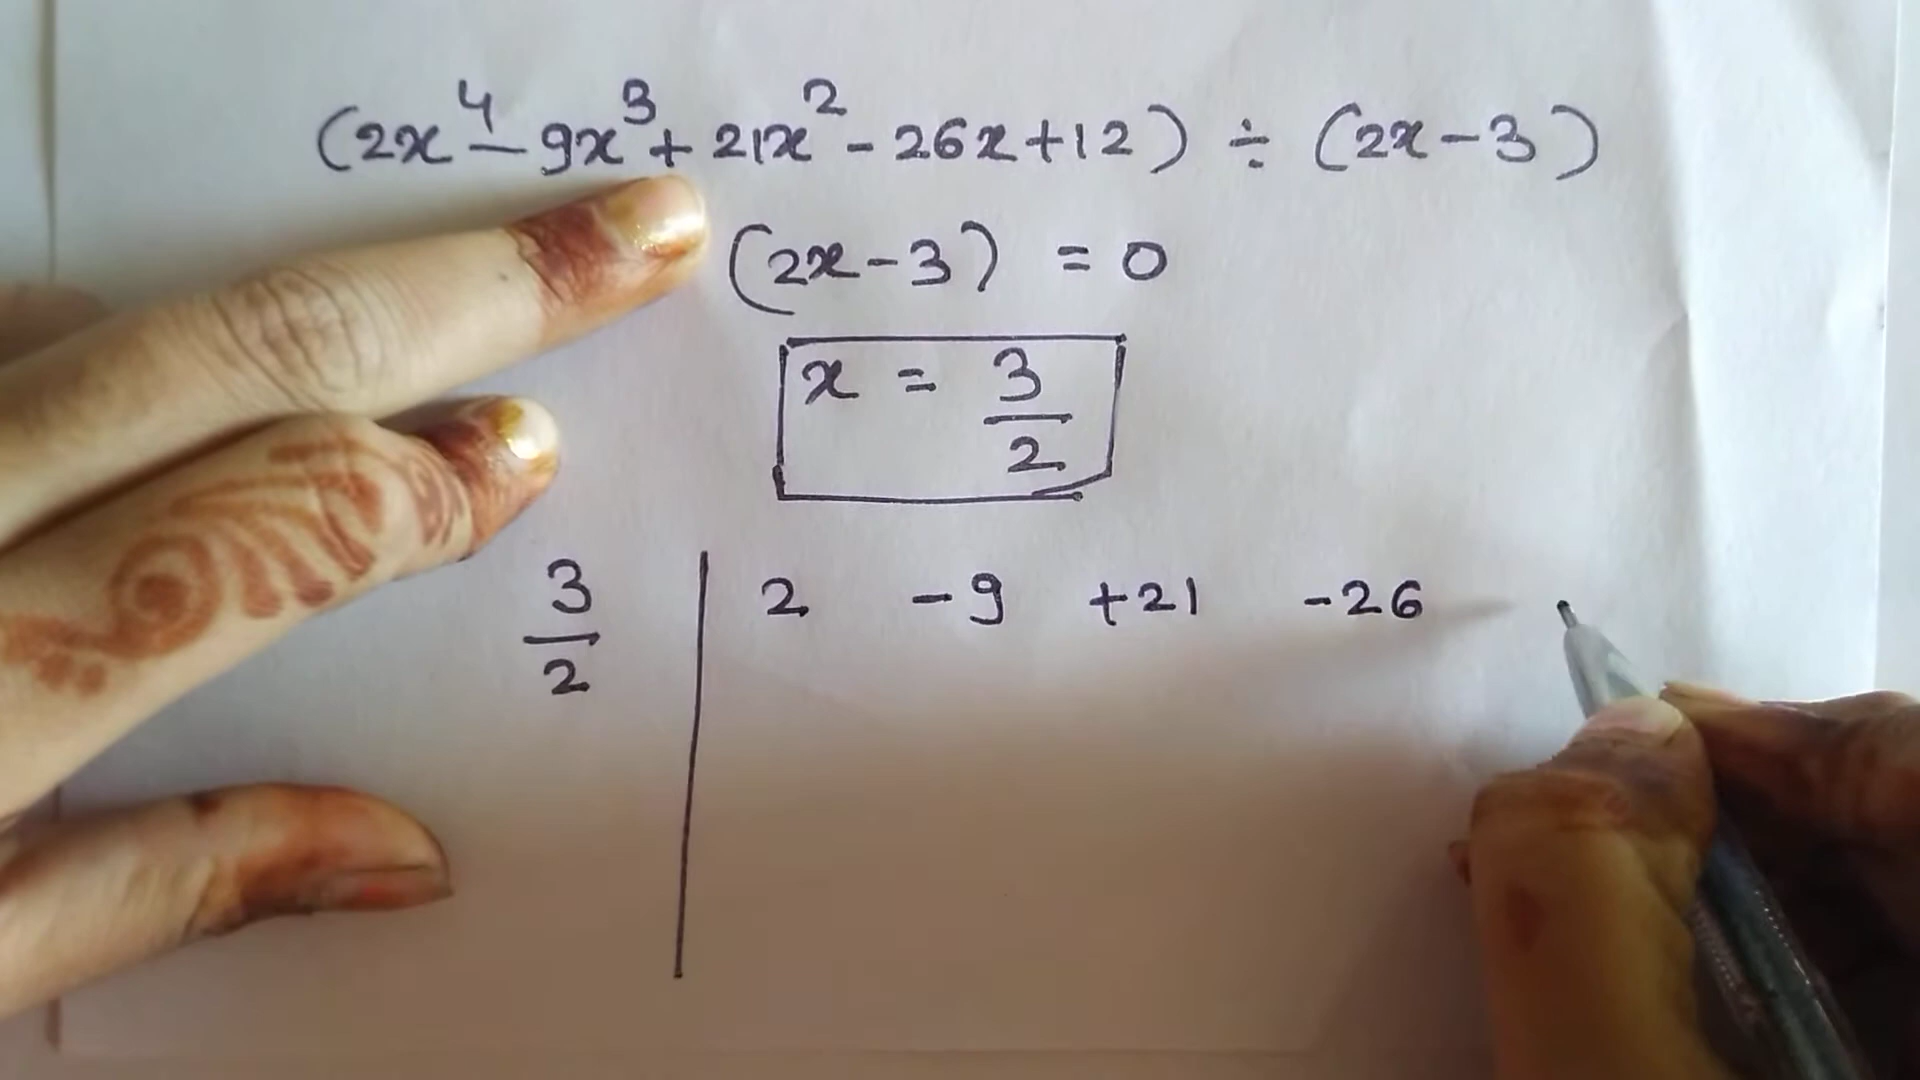 (2x⁴ - 9x³ + 21x² - 26x + 12) ÷ (2x - 3)
(2x - 3) = 0
x = 3/2
3/2 | 2 -9 +21 -26